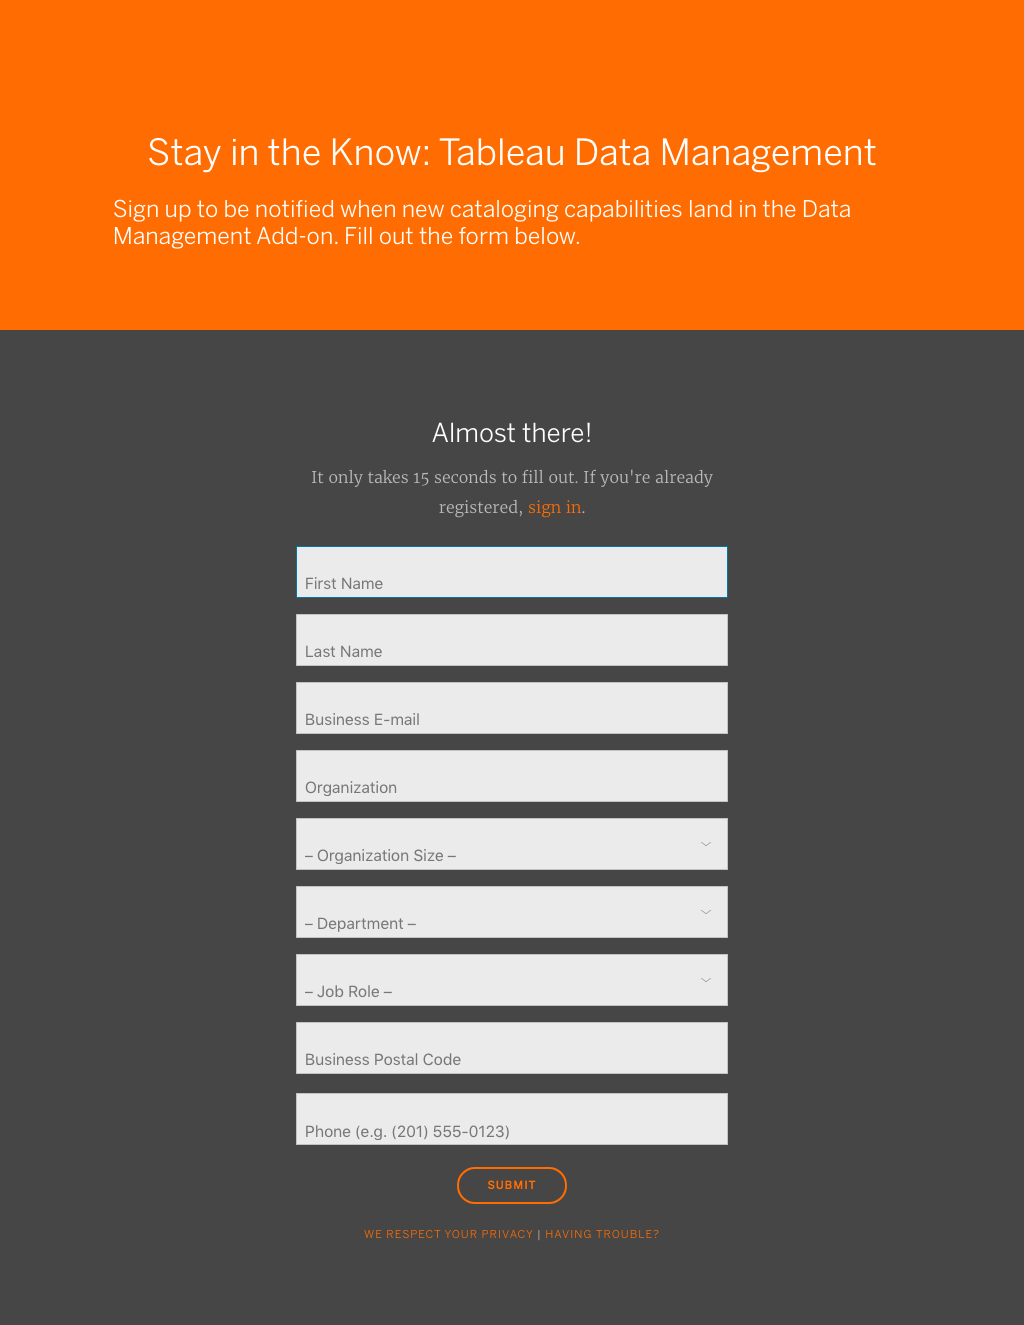 Stay in the Know: Tableau Data Management
Sign up to be notified when new cataloging capabilities land in the Data
Management Add-on. Fill out the form below.
Almost there!
It only takes 15 seconds to fill out. If you're already
registered, sign in.
First Name
Last Name
Business E-mail
Organization
– Organization Size –
– Department –
– Job Role –
Business Postal Code
Phone (e.g. (201) 555-0123)
SUBMIT
WE RESPECT YOUR PRIVACY | HAVING TROUBLE?